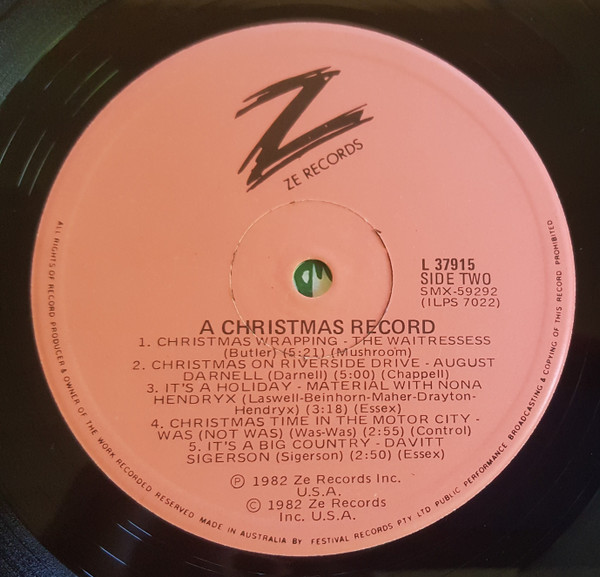 Z
ZE RECORDS
L 37915
SIDE TWO
SMX-59292
(ILPS 7022)
A CHRISTMAS RECORD
1. CHRISTMAS WRAPPING - THE WAITRESSESS
(Butler) (5:21) (Mushroom)
2. CHRISTMAS ON RIVERSIDE DRIVE - AUGUST
DARNELL (Darnell) (5:00) (Chappell)
3. IT'S A HOLIDAY - MATERIAL WITH NONA
HENDRYX (Laswell-Beinhorn-Maher-Drayton-
Hendryx) (3:18) (Essex)
4. CHRISTMAS TIME IN THE MOTOR CITY -
WAS (NOT WAS) (Was-Was) (2:55) (Control)
5. IT'S A BIG COUNTRY - DAVITT
SIGERSON (Sigerson) (2:50) (Essex)
℗ 1982 Ze Records Inc.
U.S.A.
© 1982 Ze Records
Inc. U.S.A.
ALL RIGHTS OF RECORD PRODUCER & OWNER OF THE WORK RECORDED RESERVED MADE IN AUSTRALIA BY FESTIVAL RECORDS PTY LTD PUBLIC PERFORMANCE BROADCASTING & COPYING OF THIS RECORD PROHIBITED